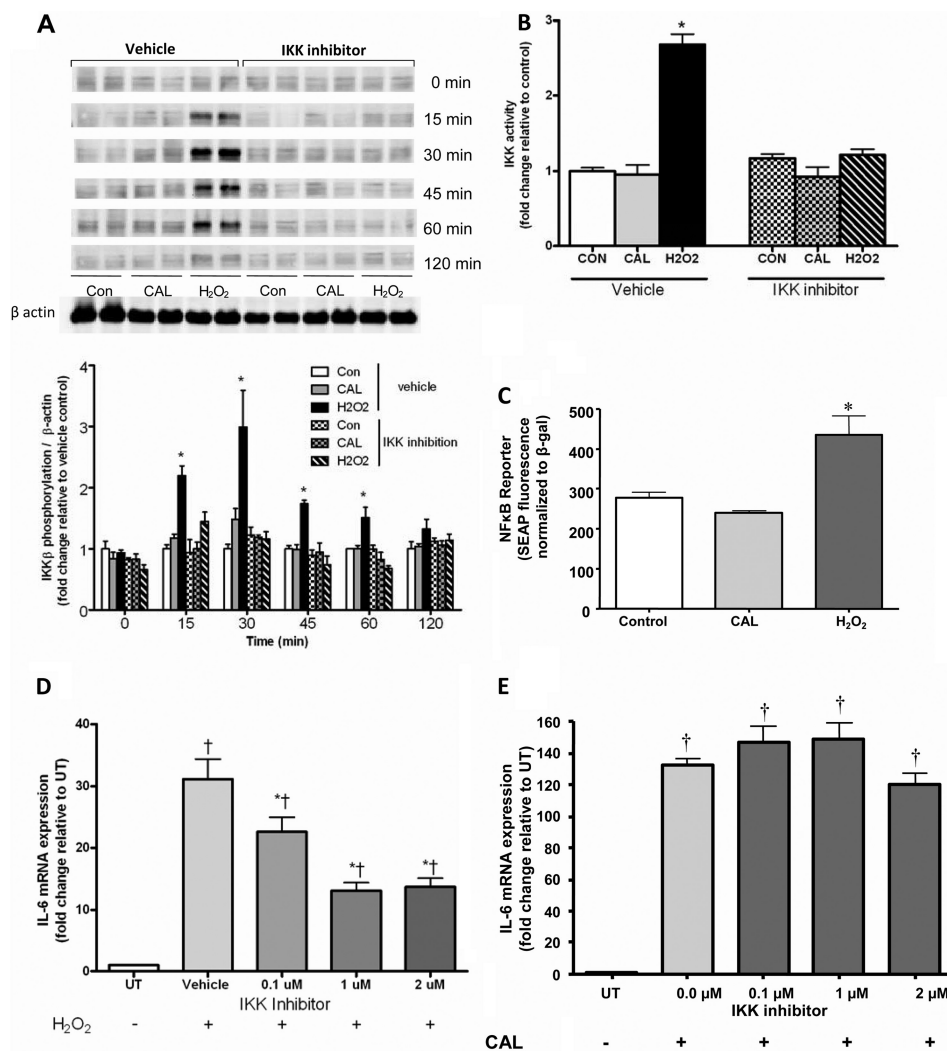 A
Vehicle
IKK inhibitor
0 min
15 min
30 min
45 min
60 min
120 min
Con CAL H₂O₂ Con CAL H₂O₂
β actin
IKKβ phosphorylation / β-actin
(fold change relative to vehicle control)
4
3
2
1
0
* * * *
Con
CAL
H2O2
vehicle
Con
CAL
H2O2
IKK inhibition
0 15 30 45 60 120
Time (min)
B
IKK activity
(fold change relative to control)
3
2
1
0
*
CON CAL H2O2 CON CAL H2O2
Vehicle IKK inhibitor
C
NFκB Reporter
(SEAP fluorescence
normalized to β-gal)
500
400
300
200
100
0
*
Control CAL H₂O₂
D
IL-6 mRNA expression
(fold change relative to UT)
40
30
20
10
0
† *† *† *†
UT Vehicle 0.1 uM 1 uM 2 uM
IKK Inhibitor
H₂O₂ - + + + +
E
IL-6 mRNA expression
(fold change relative to UT)
160
140
120
100
80
60
40
20
0
† † † †
UT 0.0 µM 0.1 µM 1 µM 2 µM
IKK inhibitor
CAL - + + + +